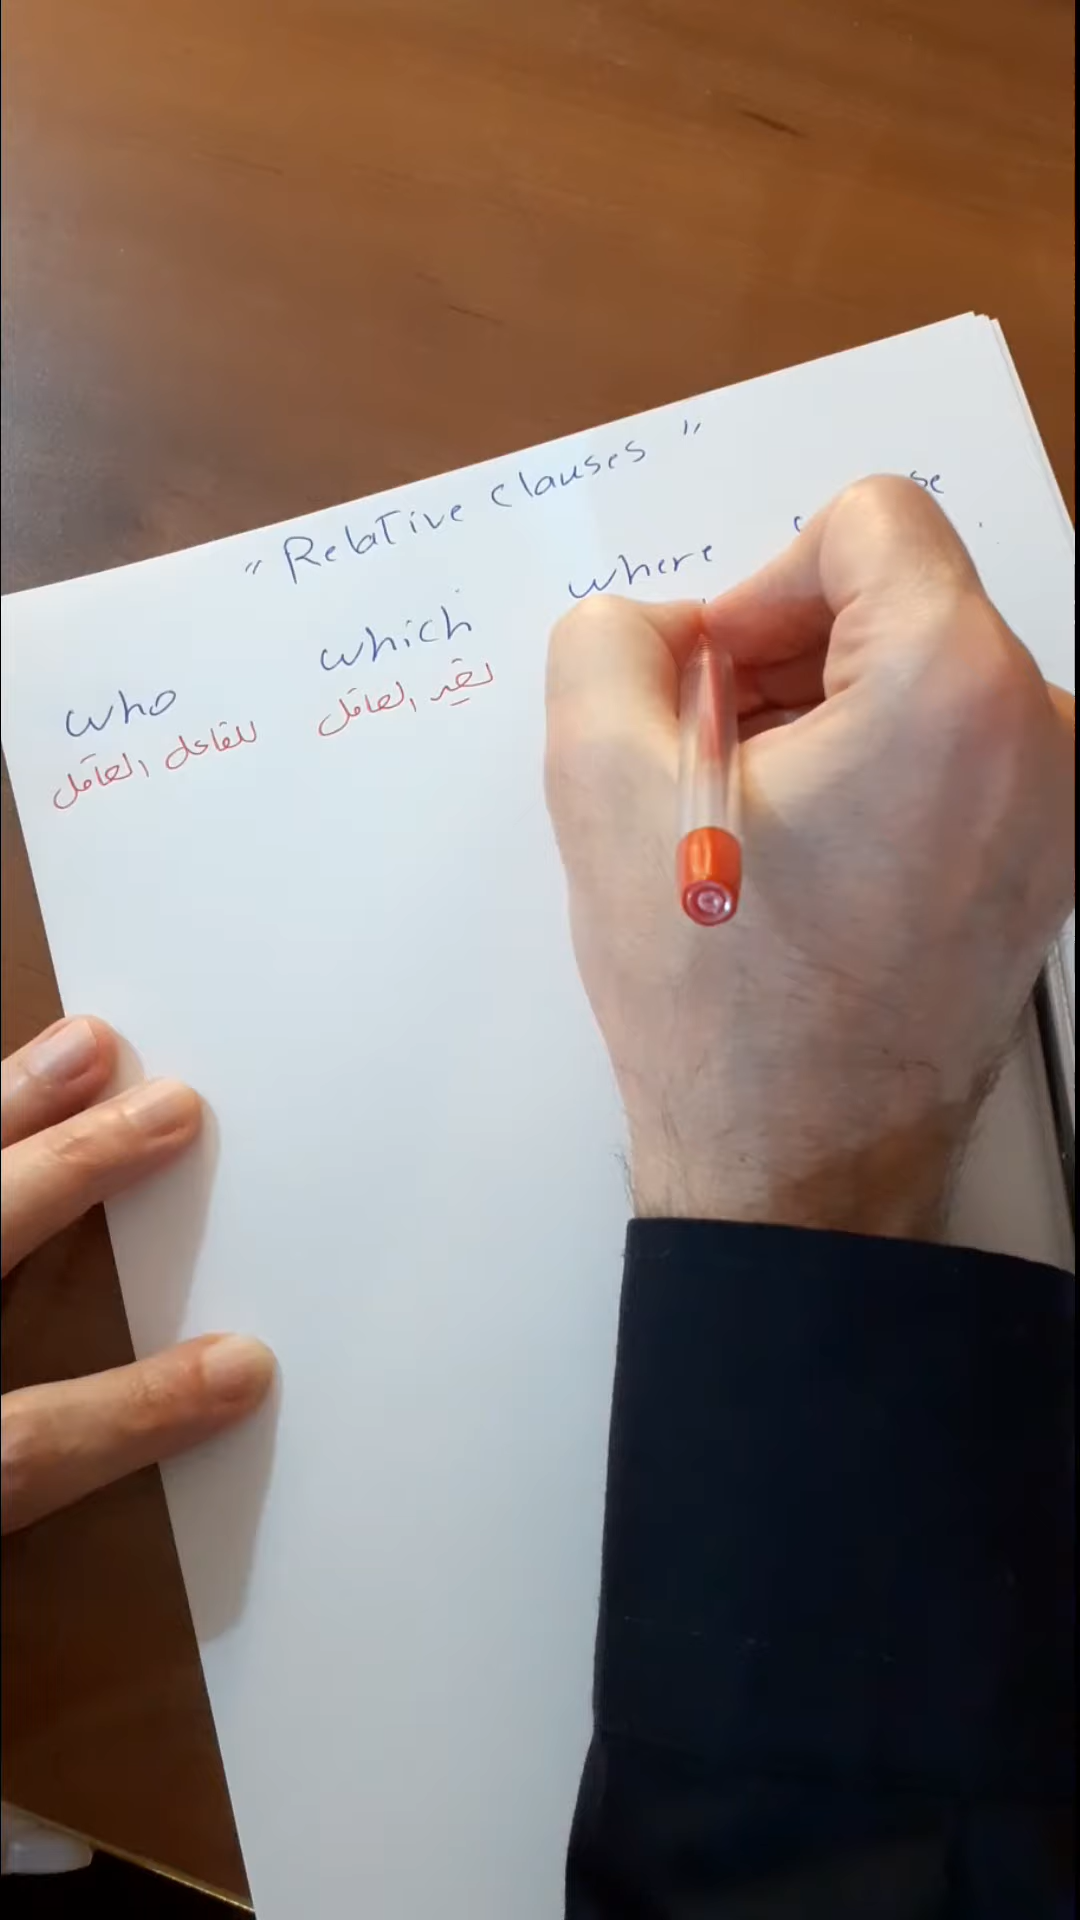 "Relative clauses"
who which where
للفاعل العاقل لغير العاقل